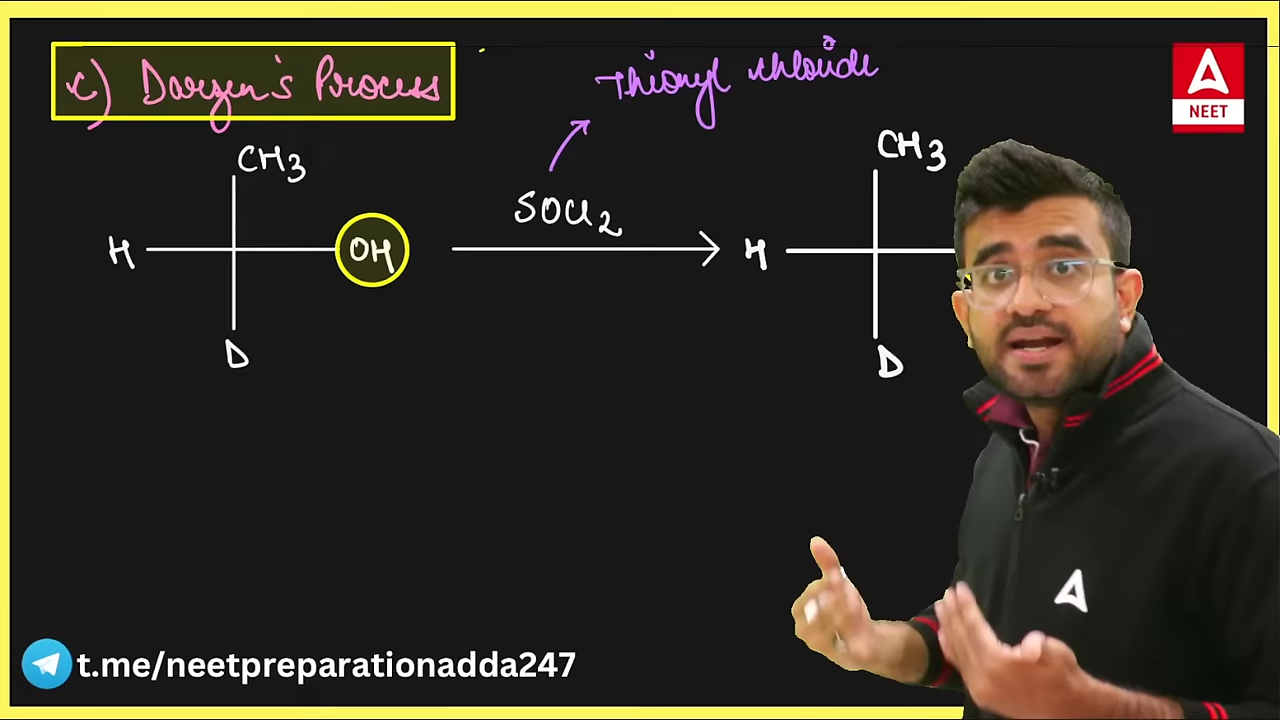 c) Darzen's Process
Thionyl chloride
NEET
CH3
H OH
D
SOCl2
CH3
H
D
t.me/neetpreparationadda247